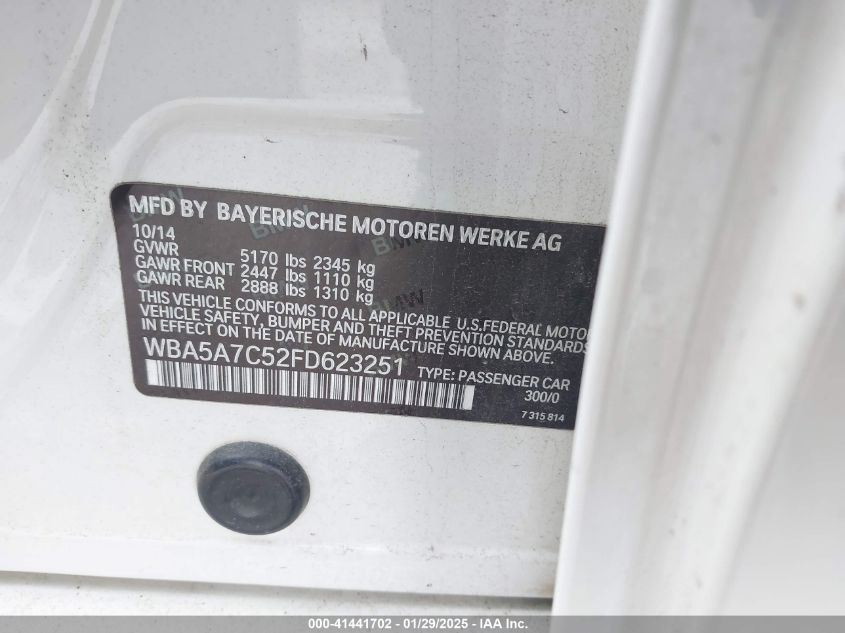 MFD BY BAYERISCHE MOTOREN WERKE AG
10/14
GVWR 5170 lbs 2345 kg
GAWR FRONT 2447 lbs 1110 kg
GAWR REAR 2888 lbs 1310 kg
THIS VEHICLE CONFORMS TO ALL APPLICABLE U.S.FEDERAL MOTO
VEHICLE SAFETY, BUMPER AND THEFT PREVENTION STANDARDS
IN EFFECT ON THE DATE OF MANUFACTURE SHOWN ABOVE.
WBA5A7C52FD623251 TYPE: PASSENGER CAR
300/0
7 315 814
000-41441702 - 01/29/2025 - IAA Inc.